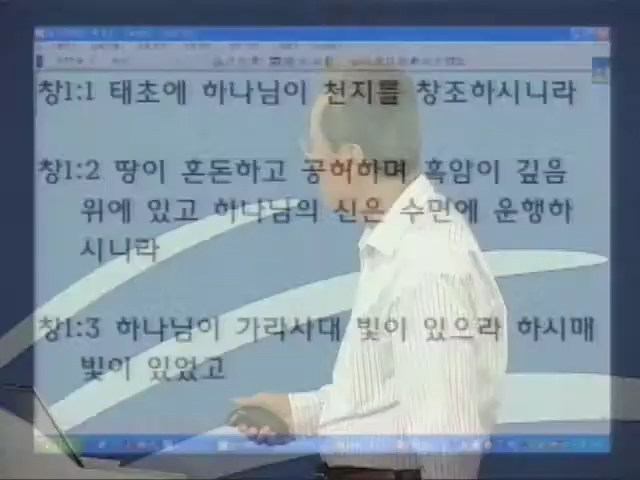 창1:1 태초에 하나님이 천지를 창조하시니라
창1:2 땅이 혼돈하고 공허하며 흑암이 깊음
위에 있고 하나님의 신은 수면에 운행하
시니라
창1:3 하나님이 가라사대 빛이 있으라 하시매
빛이 있었고